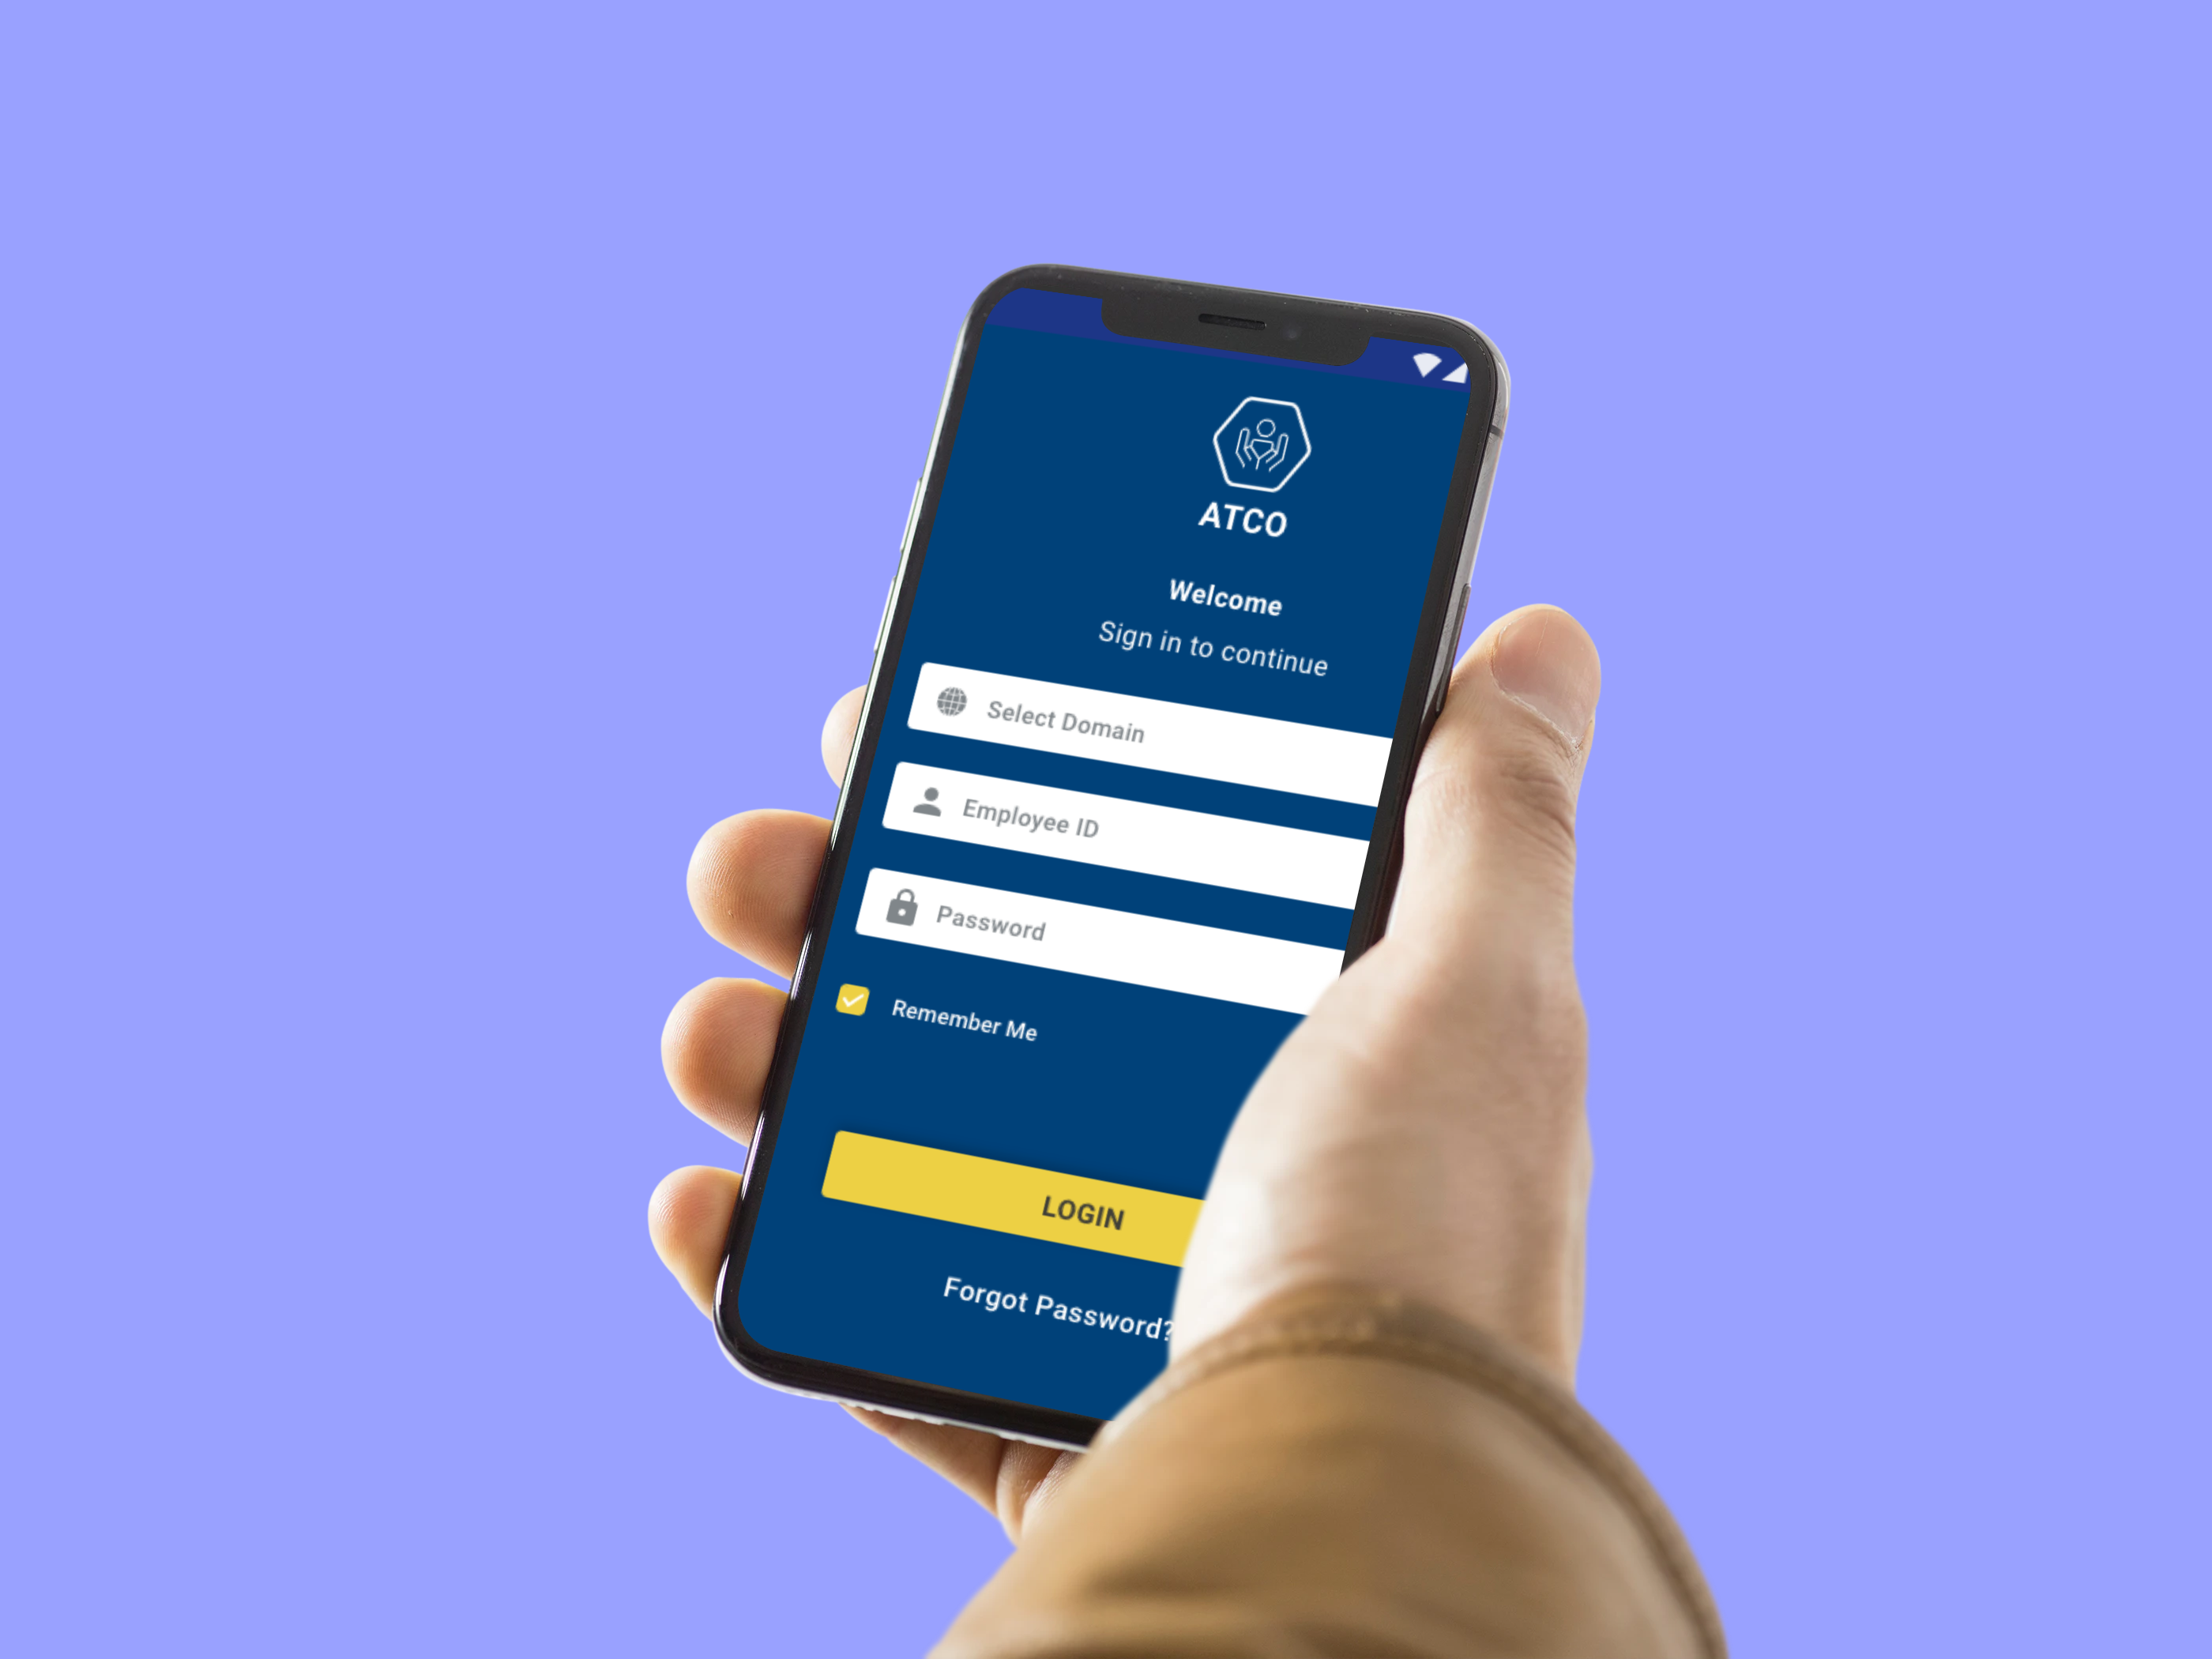 ATCO
Welcome
Sign in to continue
Select Domain
Employee ID
Password
Remember Me
LOGIN
Forgot Password?